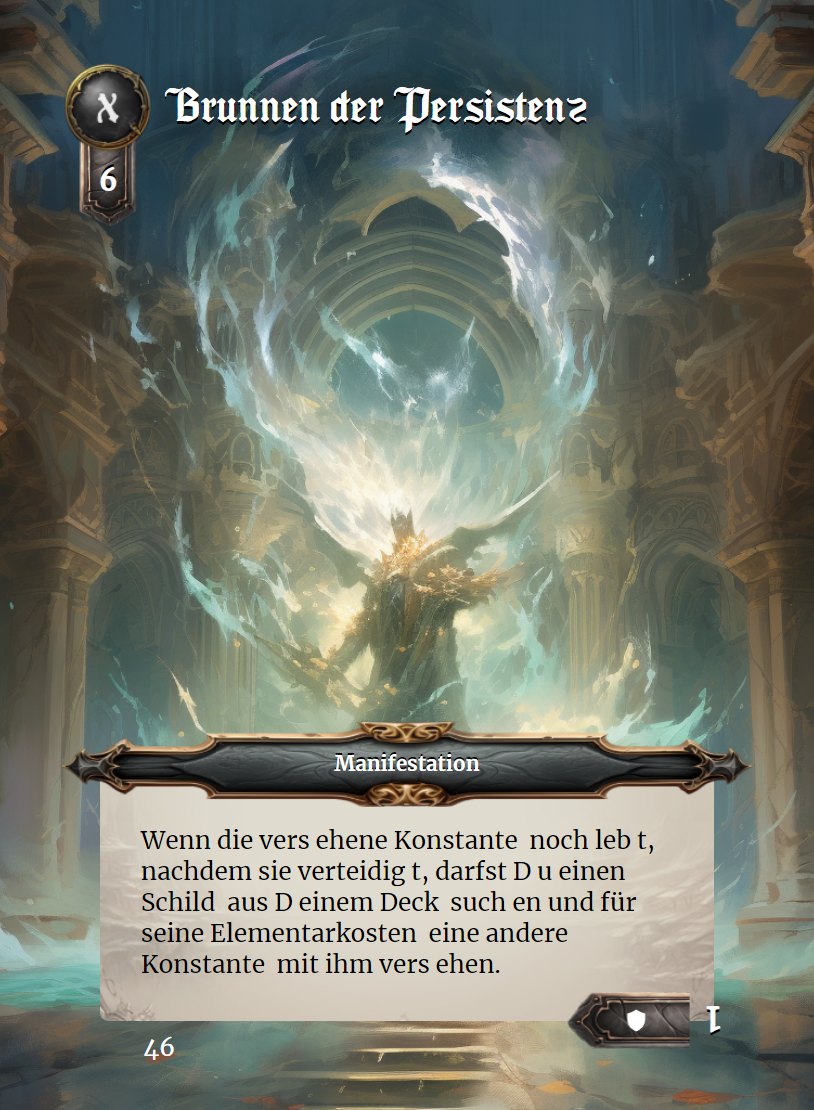 א
Brunnen der Persistenz
6
Manifestation
Wenn die vers ehene Konstante noch leb t,
nachdem sie verteidig t, darfst D u einen
Schild aus D einem Deck such en und für
seine Elementarkosten eine andere
Konstante mit ihm vers ehen.
1
46